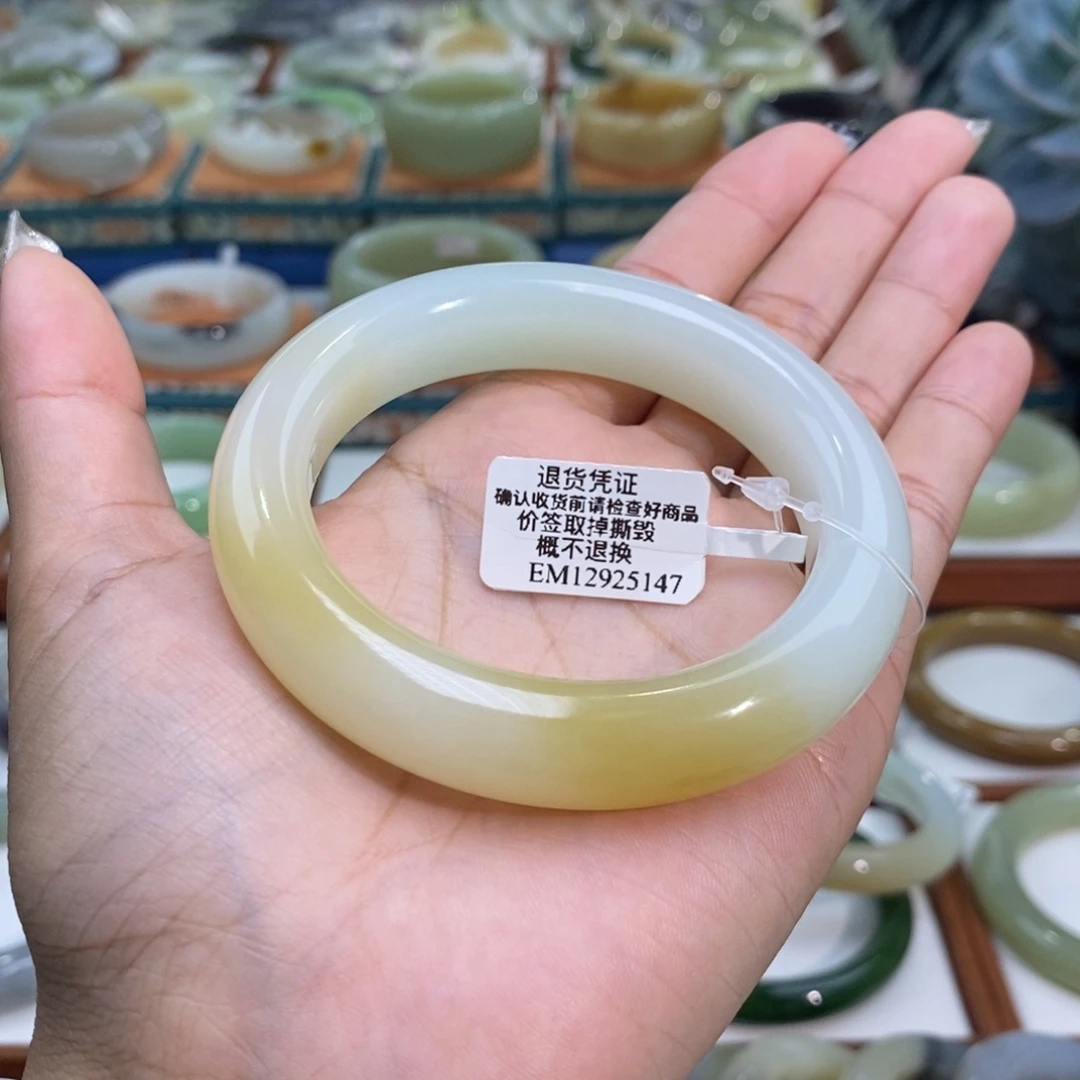 退货凭证
确认收货前请检查好商品
价签取掉撕毁
概不退换
EM12925147